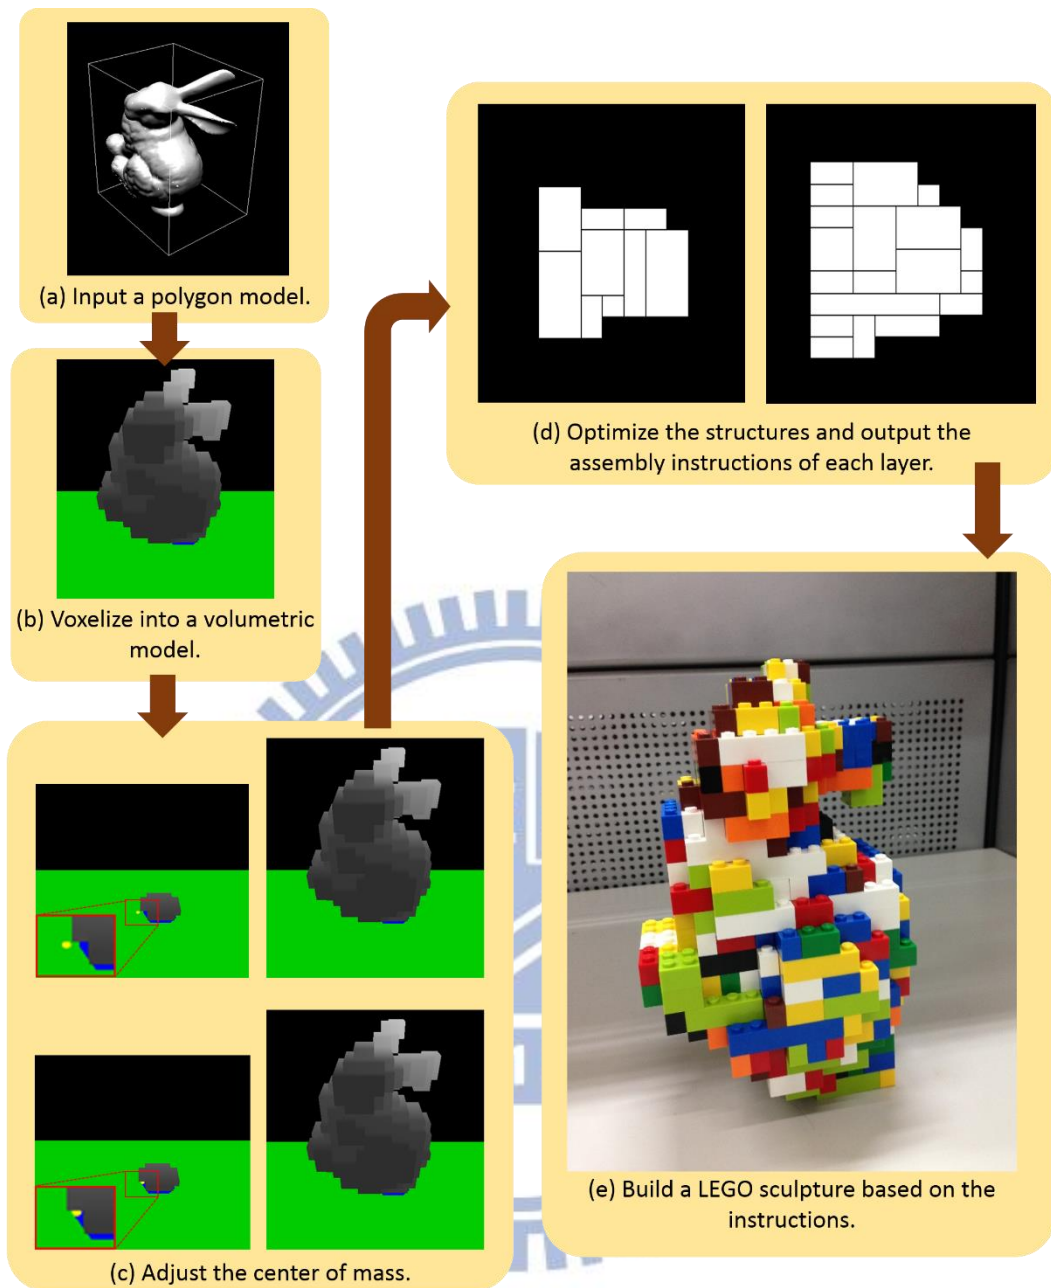 (a) Input a polygon model.
(b) Voxelize into a volumetric
model.
(c) Adjust the center of mass.
(d) Optimize the structures and output the
assembly instructions of each layer.
(e) Build a LEGO sculpture based on the
instructions.